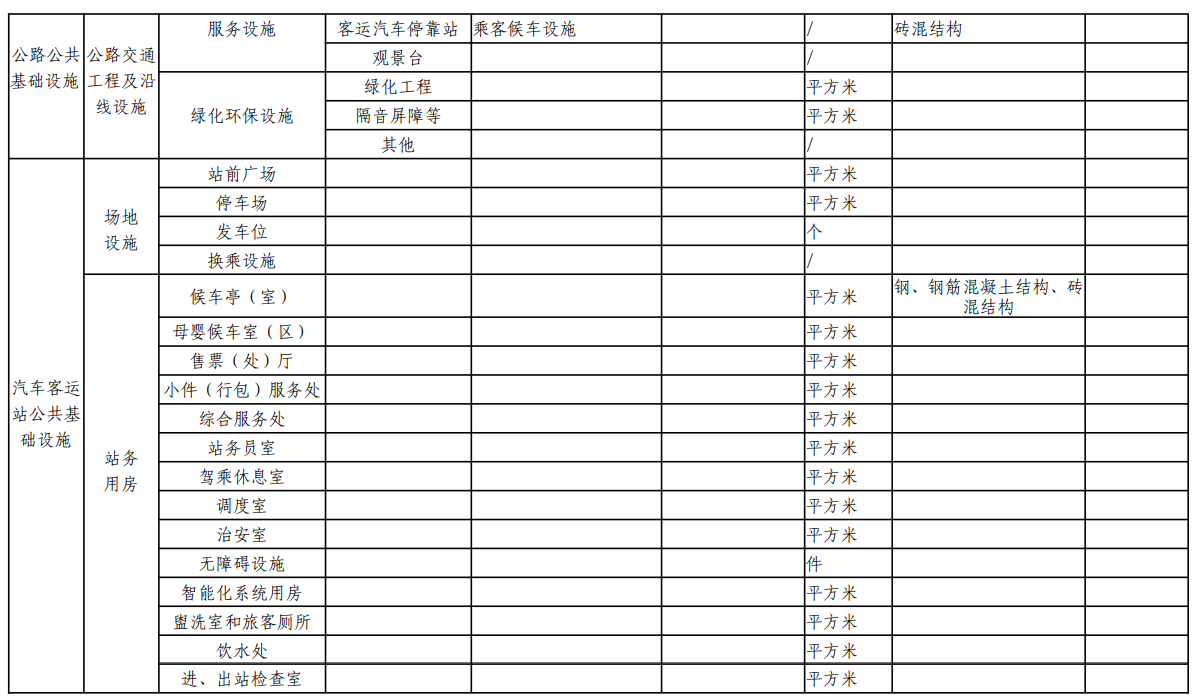 公路公共
基础设施
公路交通
工程及沿
线设施
服务设施
客运汽车停靠站
乘客候车设施
/
砖混结构
观景台
/
绿化环保设施
绿化工程
平方米
隔音屏障等
平方米
其他
/
汽车客运
站公共基
础设施
场地
设施
站前广场
平方米
停车场
平方米
发车位
个
换乘设施
/
站务
用房
候车亭（室）
平方米
钢、钢筋混凝土结构、砖
混结构
母婴候车室（区）
平方米
售票（处）厅
平方米
小件（行包）服务处
平方米
综合服务处
平方米
站务员室
平方米
驾乘休息室
平方米
调度室
平方米
治安室
平方米
无障碍设施
件
智能化系统用房
平方米
盥洗室和旅客厕所
平方米
饮水处
平方米
进、出站检查室
平方米